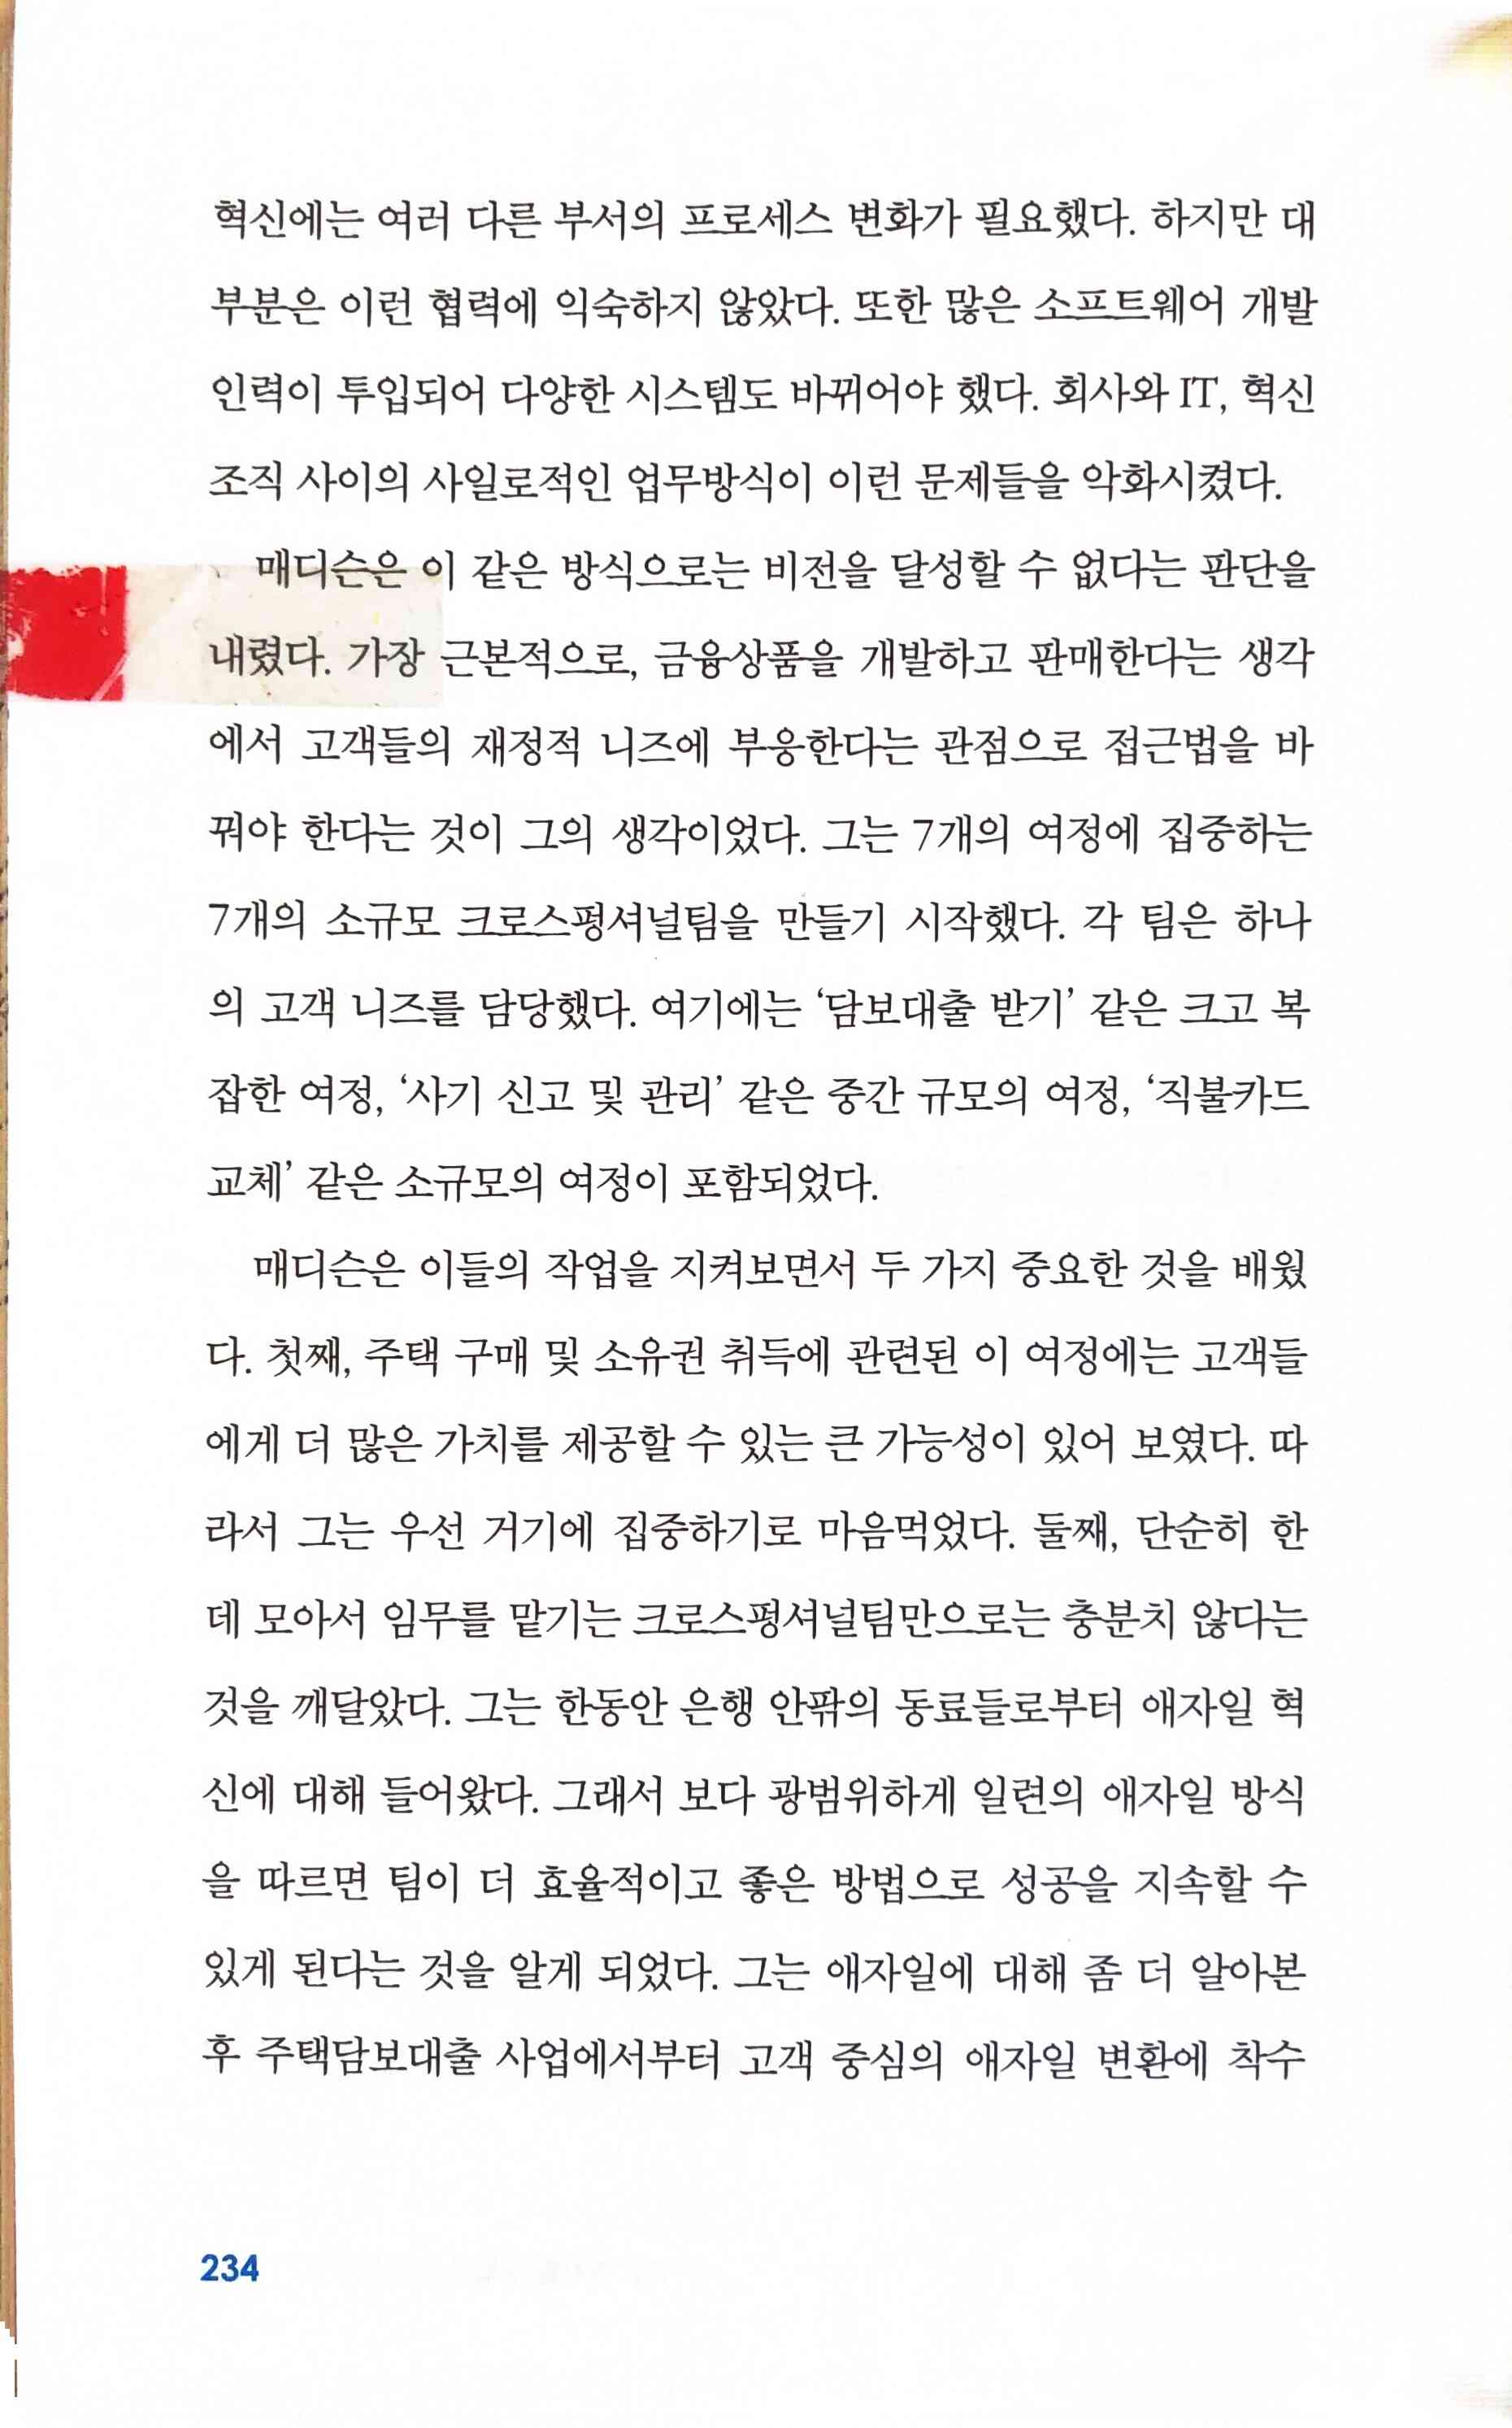 혁신에는 여러 다른 부서의 프로세스 변화가 필요했다. 하지만 대
부분은 이런 협력에 익숙하지 않았다. 또한 많은 소프트웨어 개발
인력이 투입되어 다양한 시스템도 바뀌어야 했다. 회사와 IT, 혁신
조직 사이의 사일로적인 업무방식이 이런 문제들을 악화시켰다.
매디슨은 이 같은 방식으로는 비전을 달성할 수 없다는 판단을
내렸다. 가장 근본적으로, 금융상품을 개발하고 판매한다는 생각
에서 고객들의 재정적 니즈에 부응한다는 관점으로 접근법을 바
꿔야 한다는 것이 그의 생각이었다. 그는 7개의 여정에 집중하는
7개의 소규모 크로스펑셔널팀을 만들기 시작했다. 각 팀은 하나
의 고객 니즈를 담당했다. 여기에는 ‘담보대출 받기’ 같은 크고 복
잡한 여정, ‘사기 신고 및 관리’ 같은 중간 규모의 여정, ‘직불카드
교체’ 같은 소규모의 여정이 포함되었다.
매디슨은 이들의 작업을 지켜보면서 두 가지 중요한 것을 배웠
다. 첫째, 주택 구매 및 소유권 취득에 관련된 이 여정에는 고객들
에게 더 많은 가치를 제공할 수 있는 큰 가능성이 있어 보였다. 따
라서 그는 우선 거기에 집중하기로 마음먹었다. 둘째, 단순히 한
데 모아서 임무를 맡기는 크로스펑셔널팀만으로는 충분치 않다는
것을 깨달았다. 그는 한동안 은행 안팎의 동료들로부터 애자일 혁
신에 대해 들어왔다. 그래서 보다 광범위하게 일련의 애자일 방식
을 따르면 팀이 더 효율적이고 좋은 방법으로 성공을 지속할 수
있게 된다는 것을 알게 되었다. 그는 애자일에 대해 좀 더 알아본
후 주택담보대출 사업에서부터 고객 중심의 애자일 변환에 착수
234